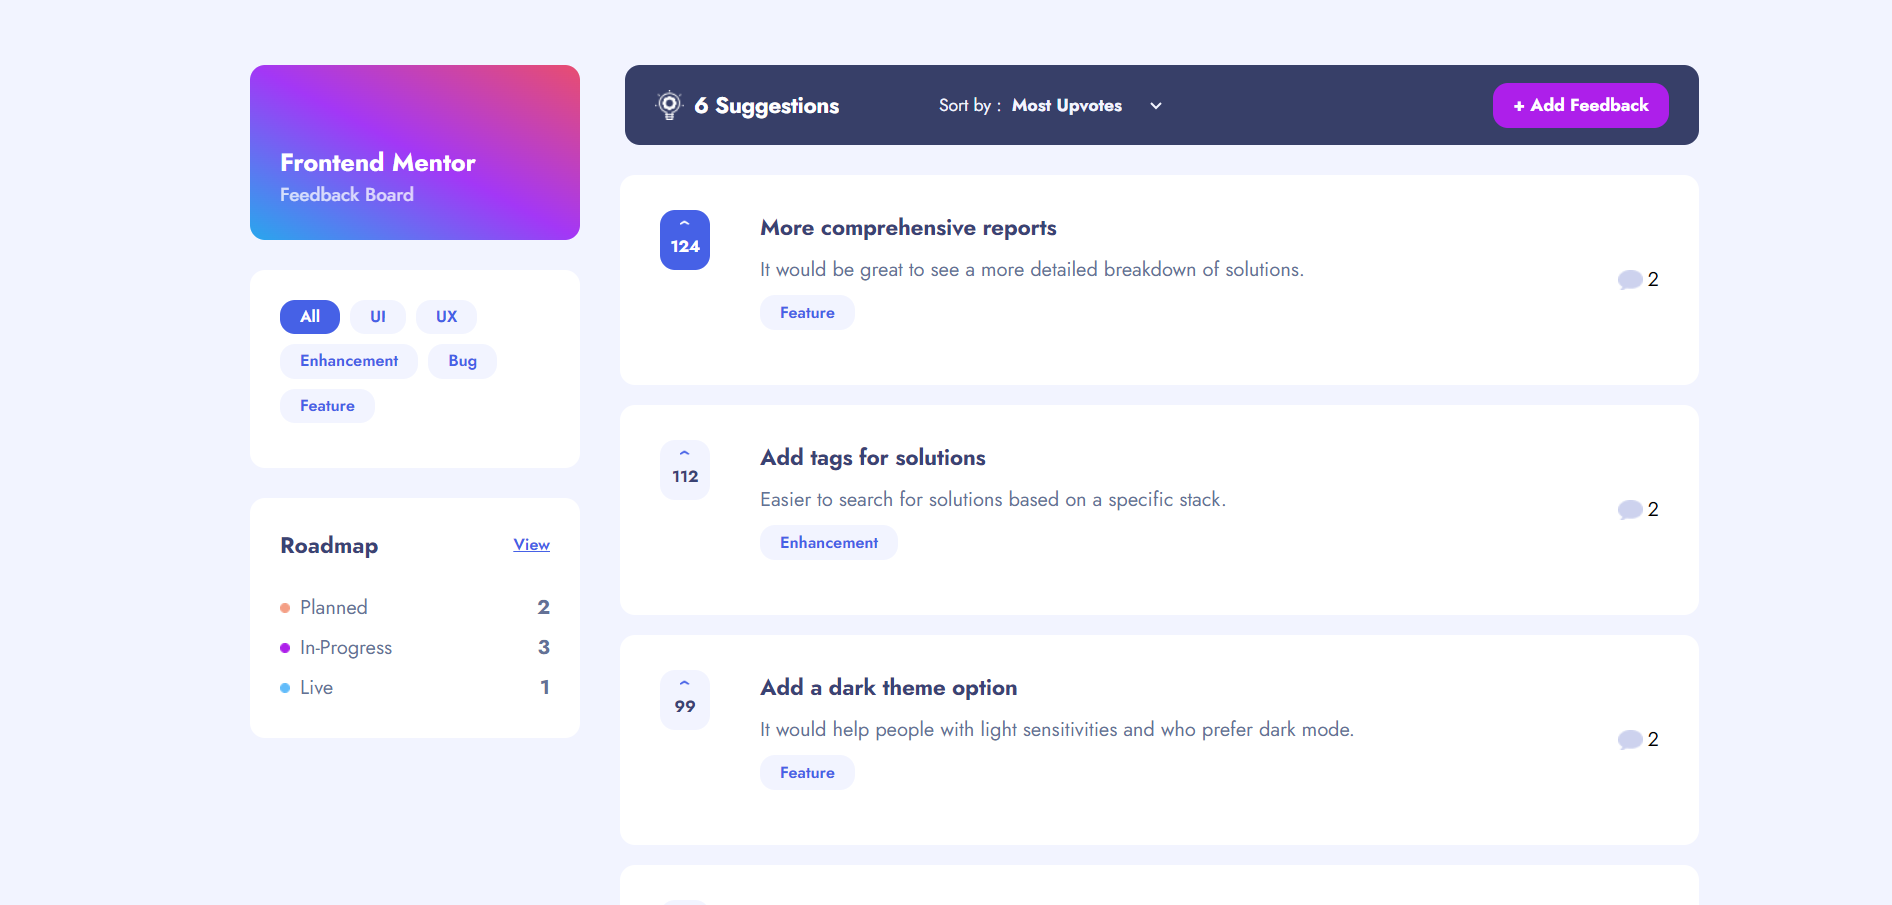 Frontend Mentor
Feedback Board
All UI UX
Enhancement Bug
Feature
Roadmap View
Planned 2
In-Progress 3
Live 1
6 Suggestions Sort by : Most Upvotes + Add Feedback
124
More comprehensive reports
It would be great to see a more detailed breakdown of solutions.
Feature
2
112
Add tags for solutions
Easier to search for solutions based on a specific stack.
Enhancement
2
99
Add a dark theme option
It would help people with light sensitivities and who prefer dark mode.
Feature
2